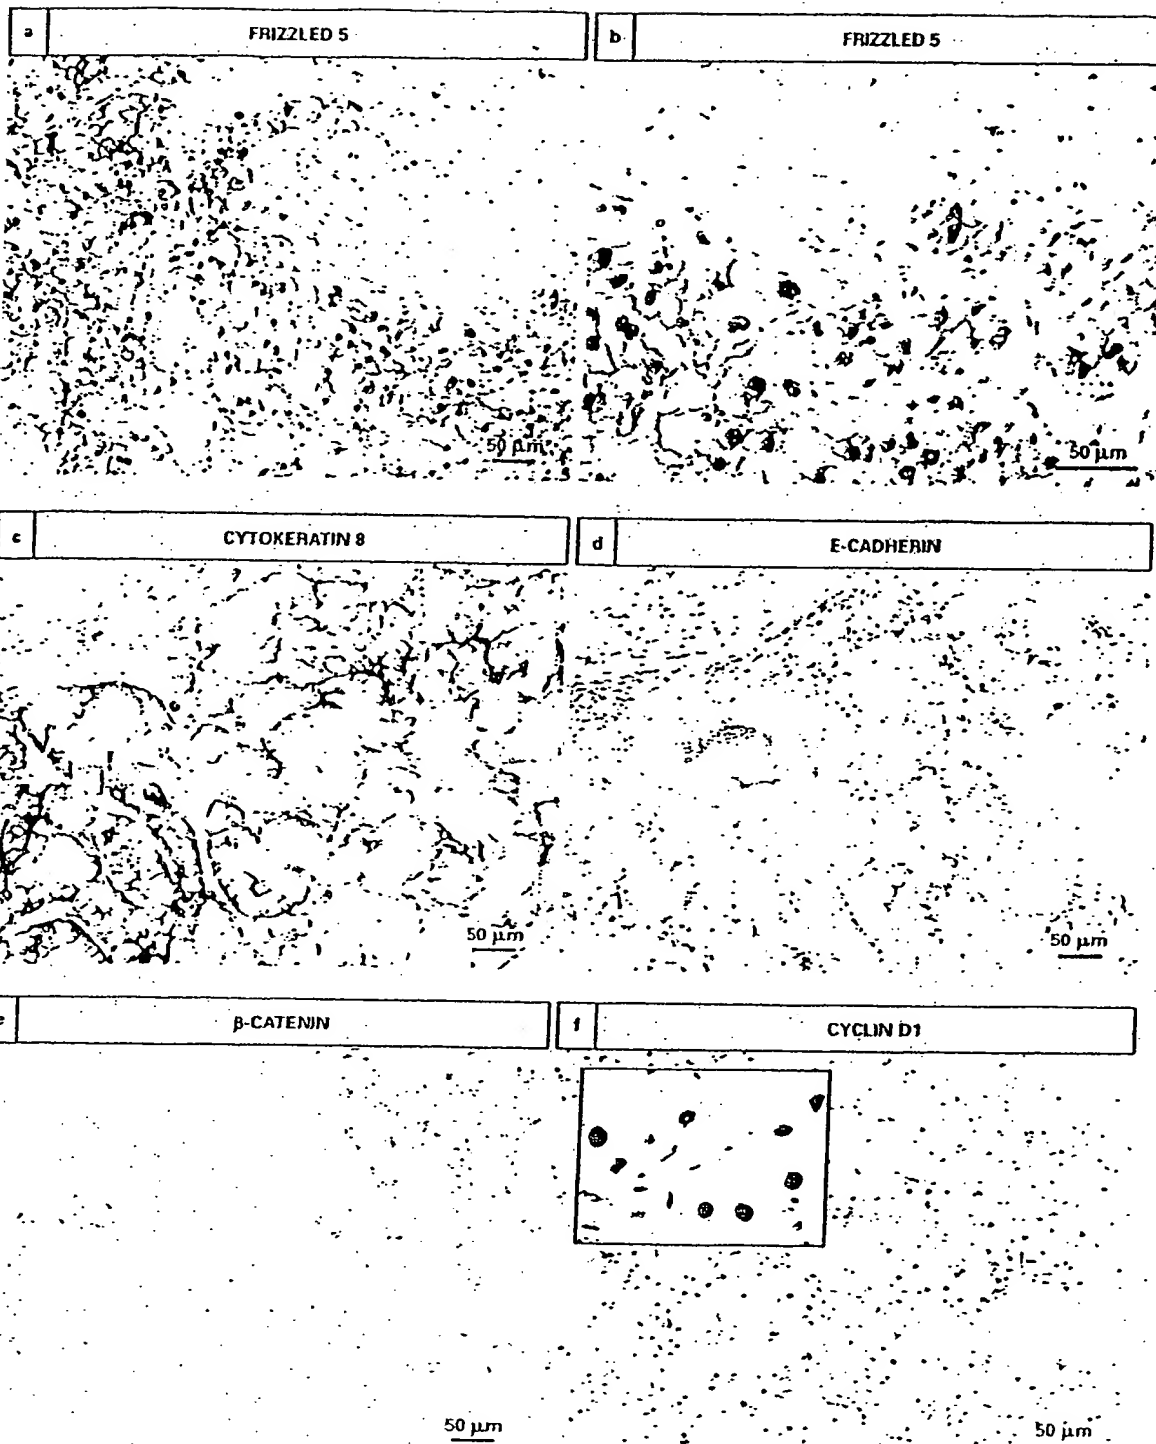 a FRIZZLED 5
b FRIZZLED 5
50 µm
50 µm
c CYTOKERATIN 8
d E-CADHERIN
50 µm
50 µm
e β-CATENIN
f CYCLIN D1
50 µm
50 µm